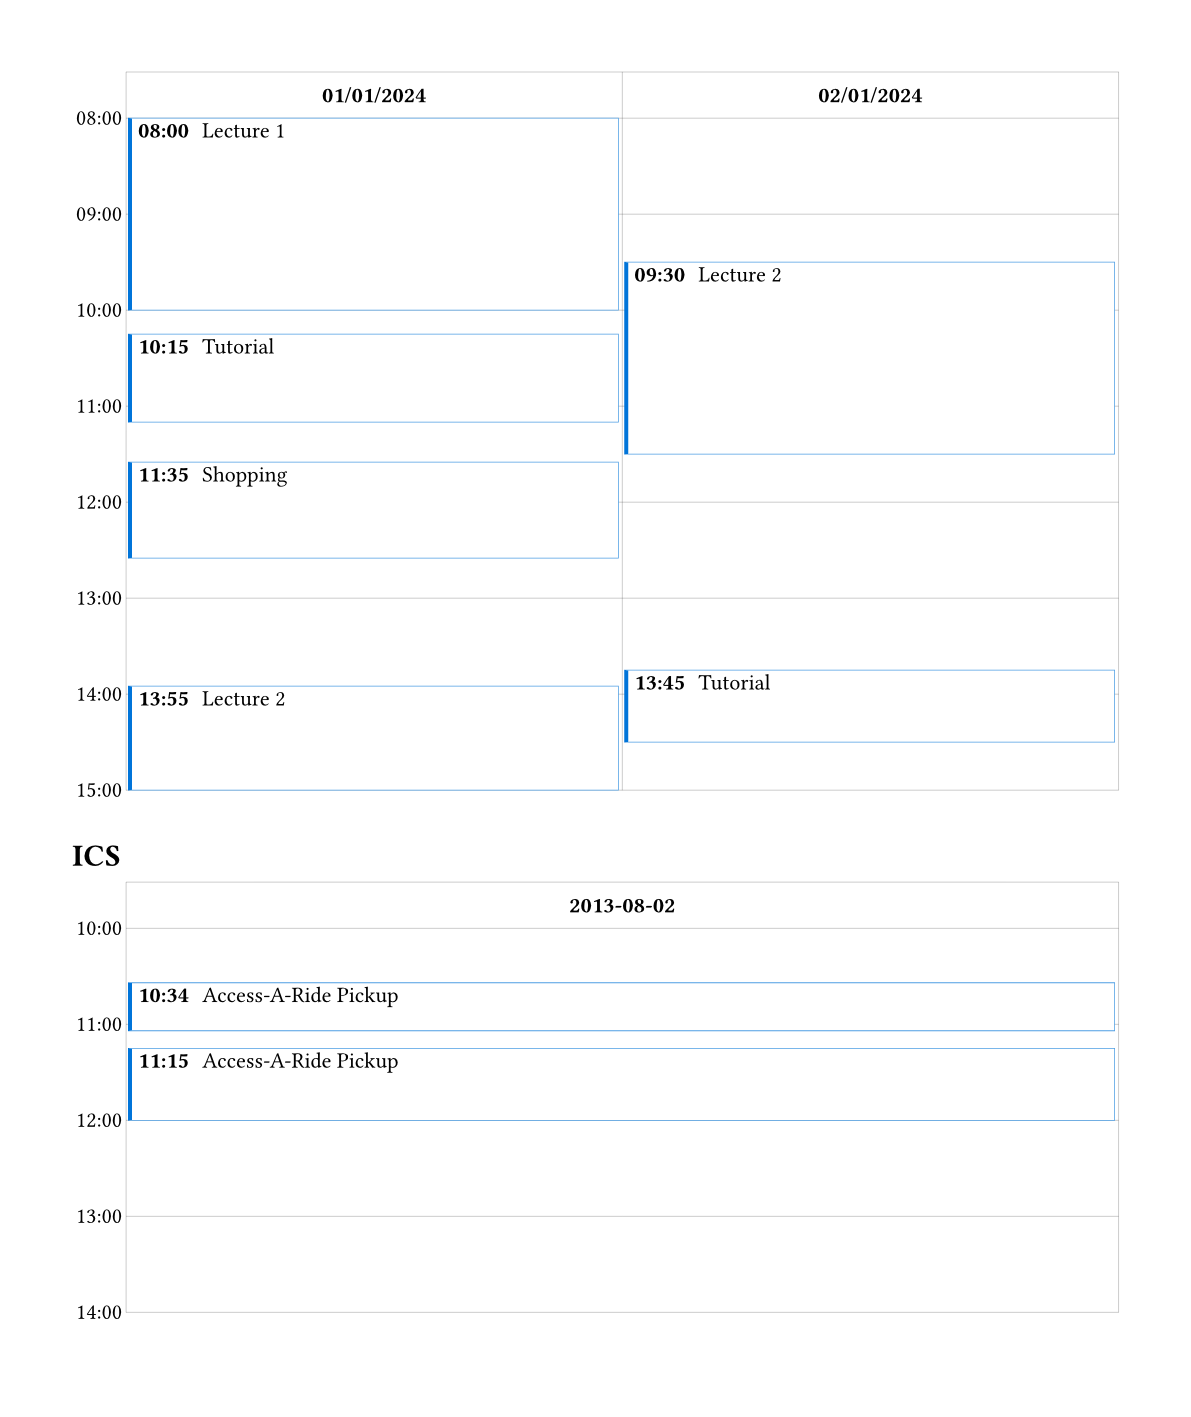 01/01/2024 02/01/2024
08:00 08:00 Lecture 1
09:00
09:30 Lecture 2
10:00
10:15 Tutorial
11:00
11:35 Shopping
12:00
13:00
13:45 Tutorial
14:00 13:55 Lecture 2
15:00
ICS
2013-08-02
10:00
10:34 Access-A-Ride Pickup
11:00
11:15 Access-A-Ride Pickup
12:00
13:00
14:00